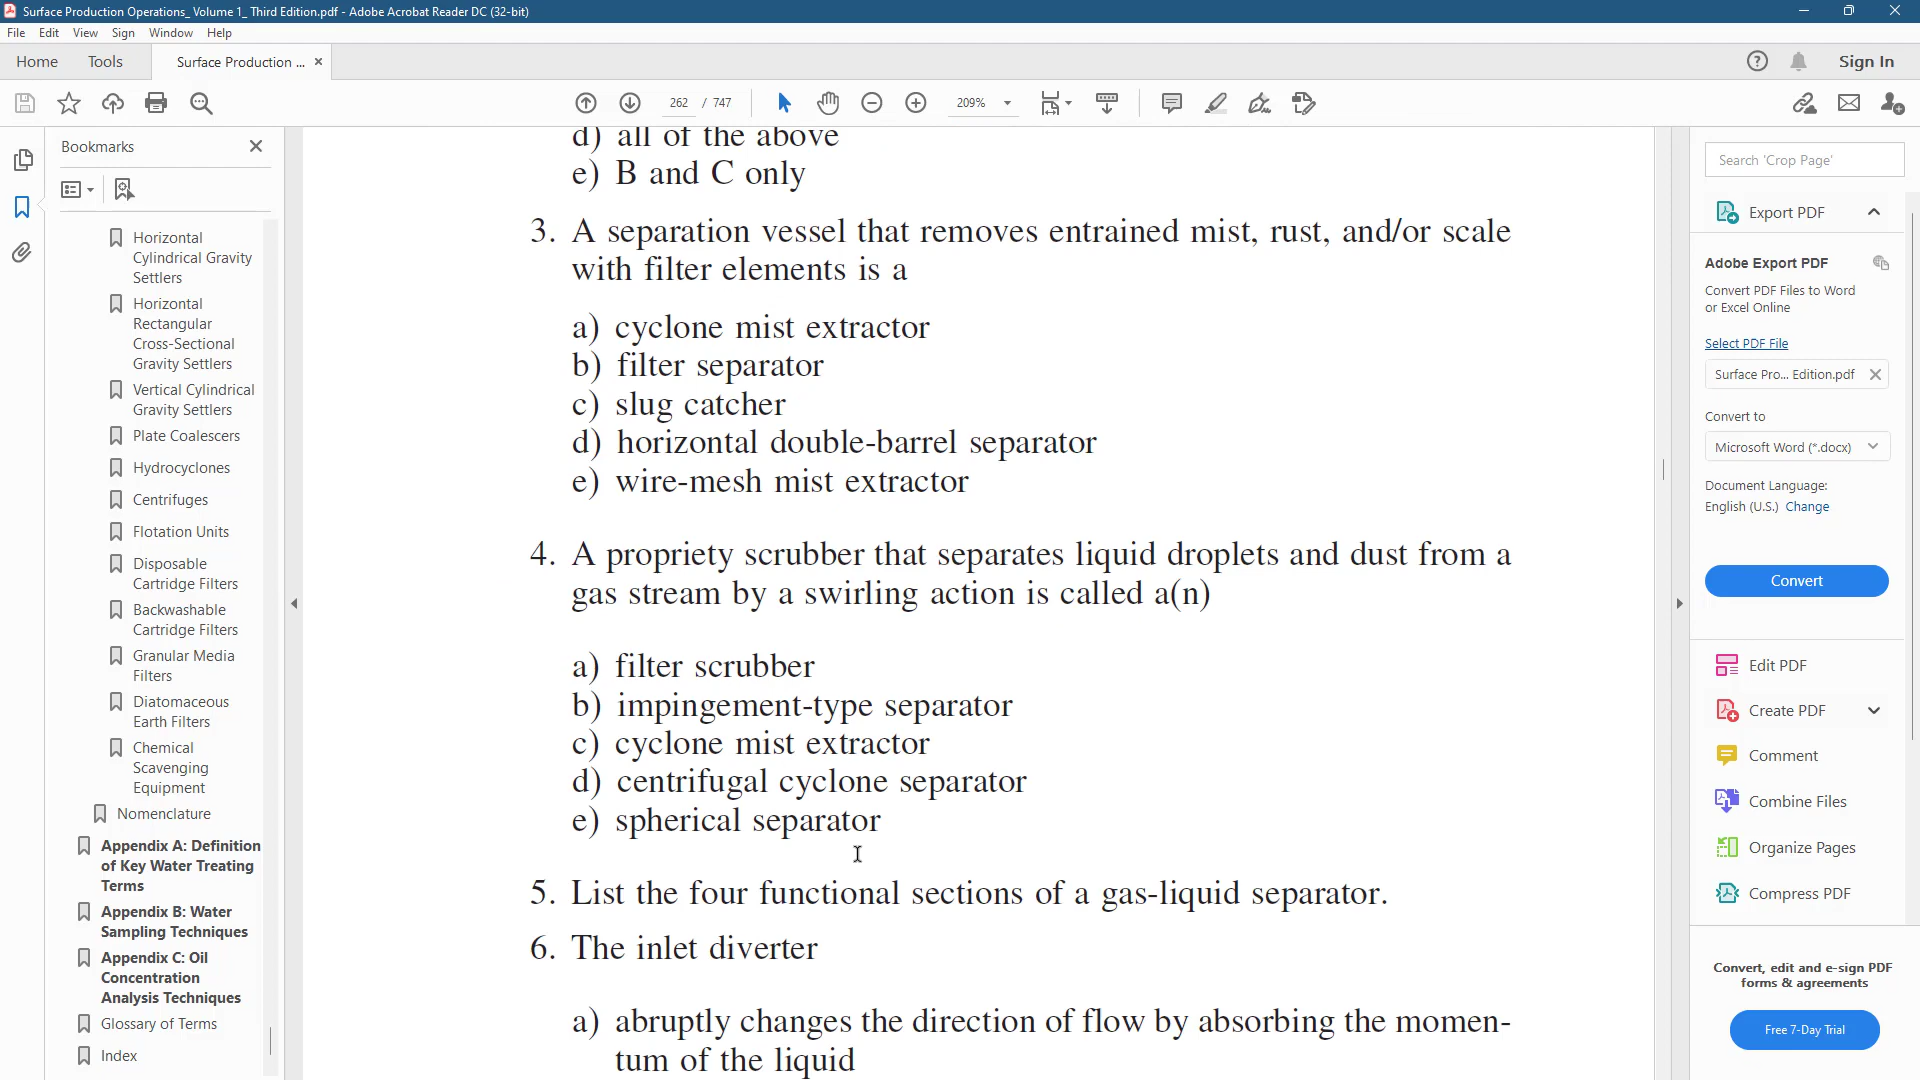 Surface Production Operations_ Volume 1_ Third Edition.pdf - Adobe Acrobat Reader DC (32-bit)
File Edit View Sign Window Help
Home Tools Surface Production ... Sign In
262 / 747 209%
Bookmarks
Horizontal
Cylindrical Gravity
Settlers
Horizontal
Rectangular
Cross-Sectional
Gravity Settlers
Vertical Cylindrical
Gravity Settlers
Plate Coalescers
Hydrocyclones
Centrifuges
Flotation Units
Disposable
Cartridge Filters
Backwashable
Cartridge Filters
Granular Media
Filters
Diatomaceous
Earth Filters
Chemical
Scavenging
Equipment
Nomenclature
Appendix A: Definition
of Key Water Treating
Terms
Appendix B: Water
Sampling Techniques
Appendix C: Oil
Concentration
Analysis Techniques
Glossary of Terms
Index
d) all of the above
e) B and C only
3. A separation vessel that removes entrained mist, rust, and/or scale
with filter elements is a
a) cyclone mist extractor
b) filter separator
c) slug catcher
d) horizontal double-barrel separator
e) wire-mesh mist extractor
4. A propriety scrubber that separates liquid droplets and dust from a
gas stream by a swirling action is called a(n)
a) filter scrubber
b) impingement-type separator
c) cyclone mist extractor
d) centrifugal cyclone separator
e) spherical separator
5. List the four functional sections of a gas-liquid separator.
6. The inlet diverter
a) abruptly changes the direction of flow by absorbing the momen-
tum of the liquid
Search 'Crop Page'
Export PDF
Adobe Export PDF
Convert PDF Files to Word
or Excel Online
Select PDF File
Surface Pro... Edition.pdf
Convert to
Microsoft Word (*.docx)
Document Language:
English (U.S.) Change
Convert
Edit PDF
Create PDF
Comment
Combine Files
Organize Pages
Compress PDF
Convert, edit and e-sign PDF
forms & agreements
Free 7-Day Trial